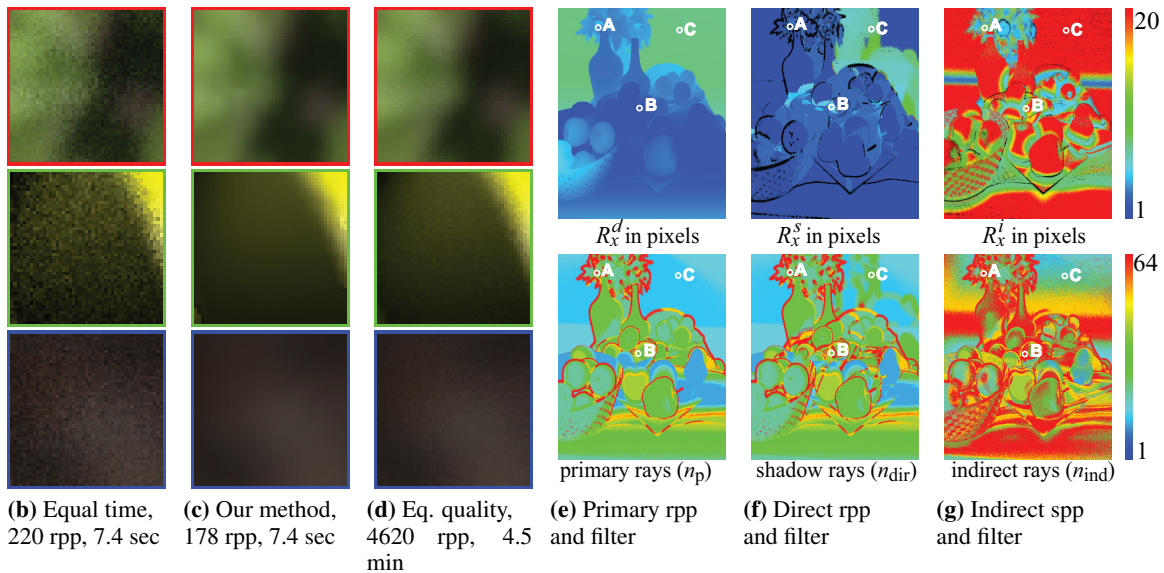 A C
B
A C
B
A C
B
20
1
R_x^d in pixels
R_x^s in pixels
R_x^i in pixels
A C
B
A C
B
A C
B
64
1
primary rays (n_p)
shadow rays (n_dir)
indirect rays (n_ind)
(b) Equal time,
220 rpp, 7.4 sec
(c) Our method,
178 rpp, 7.4 sec
(d) Eq. quality,
4620 rpp, 4.5
min
(e) Primary rpp
and filter
(f) Direct rpp
and filter
(g) Indirect spp
and filter